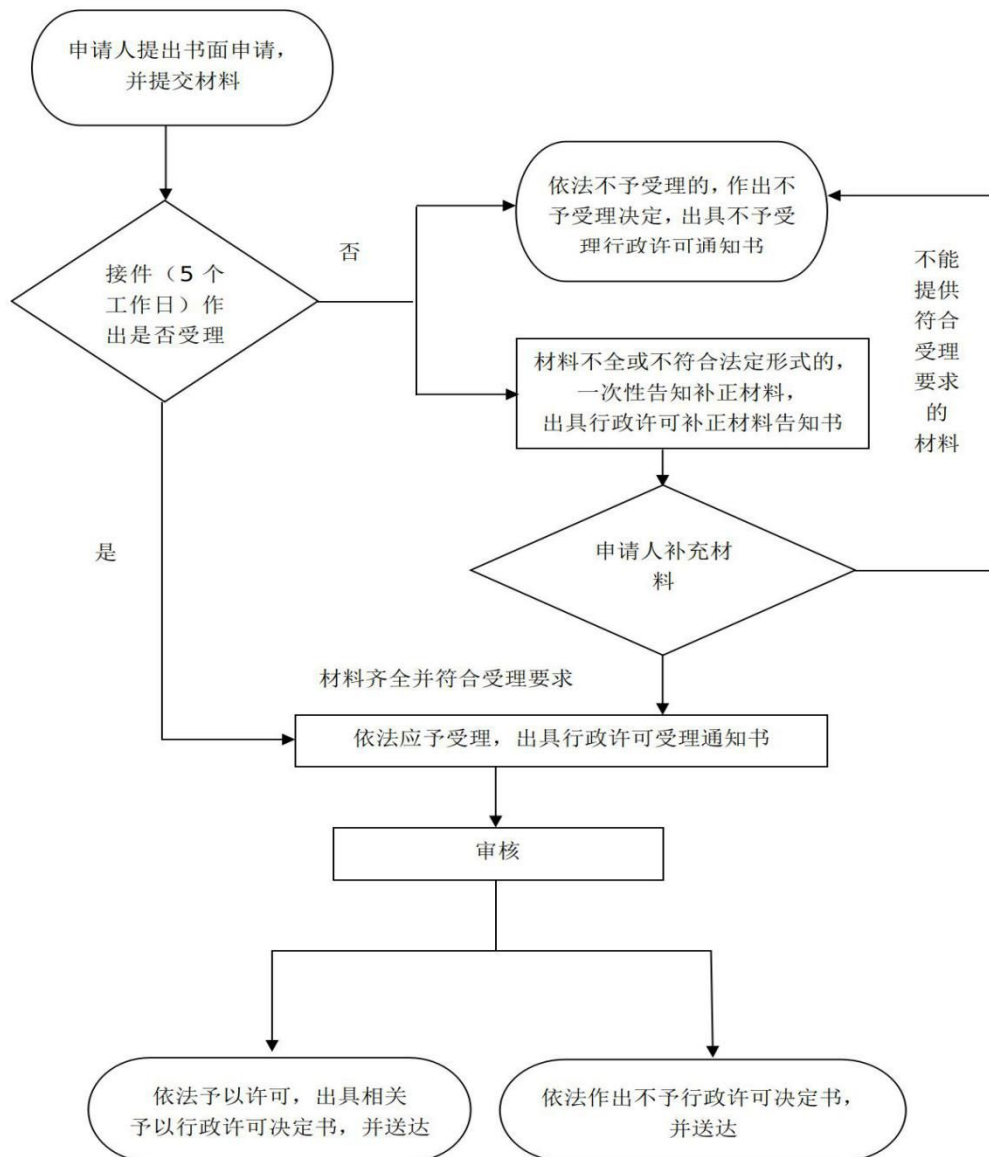 申请人提出书面申请，
并提交材料
依法不予受理的，作出不
予受理决定，出具不予受
理行政许可通知书
否
接件（5 个
工作日）作
出是否受理
不能
提供
符合
受理
要求
的
材料
材料不全或不符合法定形式的，
一次性告知补正材料，
出具行政许可补正材料告知书
是
申请人补充材
料
材料齐全并符合受理要求
依法应予受理，出具行政许可受理通知书
审核
依法予以许可，出具相关
予以行政许可决定书，并送达
依法作出不予行政许可决定书，
并送达